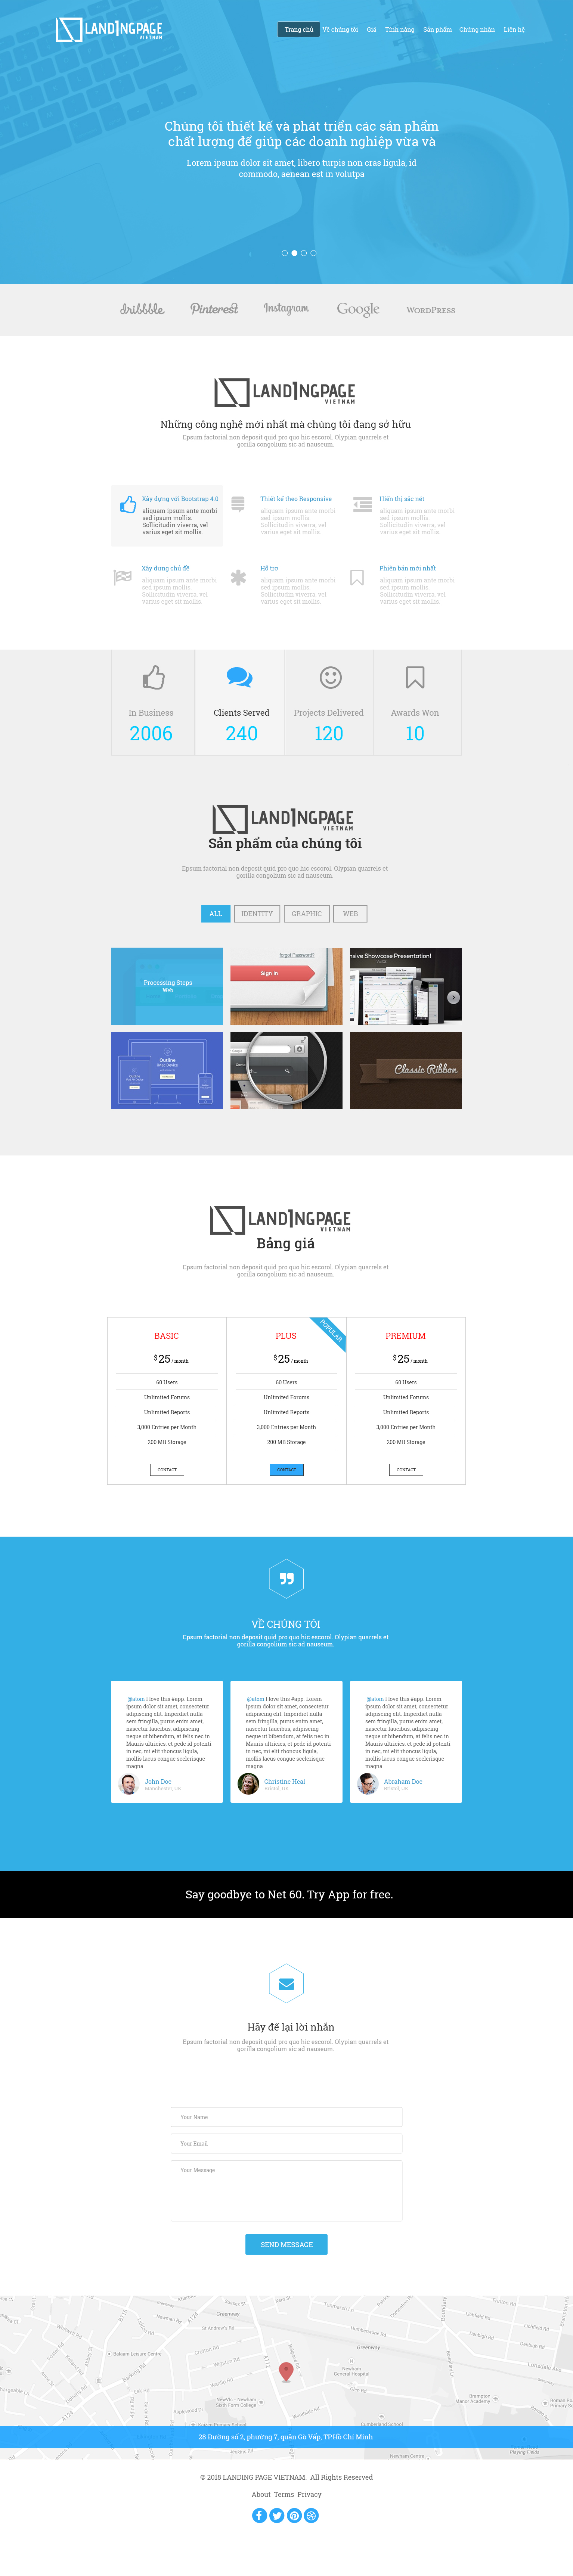 LANDINGPAGE
VIETNAM
Trang chủ Về chúng tôi Giá Tính năng Sản phẩm Chứng nhận Liên hệ
Chúng tôi thiết kế và phát triển các sản phẩm
chất lượng để giúp các doanh nghiệp vừa và
Lorem ipsum dolor sit amet, libero turpis non cras ligula, id
commodo, aenean est in volutpa
dribbble Pinterest Instagram Google WordPress
LANDINGPAGE
VIETNAM
Những công nghệ mới nhất mà chúng tôi đang sở hữu
Epsum factorial non deposit quid pro quo hic escorol. Olypian quarrels et
gorilla congolium sic ad nauseum.
Xây dựng với Bootstrap 4.0
aliquam ipsum ante morbi
sed ipsum mollis.
Sollicitudin viverra, vel
varius eget sit mollis.
Thiết kế theo Responsive
aliquam ipsum ante morbi
sed ipsum mollis.
Sollicitudin viverra, vel
varius eget sit mollis.
Hiển thị sắc nét
aliquam ipsum ante morbi
sed ipsum mollis.
Sollicitudin viverra, vel
varius eget sit mollis.
Xây dựng chủ đề
aliquam ipsum ante morbi
sed ipsum mollis.
Sollicitudin viverra, vel
varius eget sit mollis.
Hỗ trợ
aliquam ipsum ante morbi
sed ipsum mollis.
Sollicitudin viverra, vel
varius eget sit mollis.
Phiên bản mới nhất
aliquam ipsum ante morbi
sed ipsum mollis.
Sollicitudin viverra, vel
varius eget sit mollis.
In Business
2006
Clients Served
240
Projects Delivered
120
Awards Won
10
LANDINGPAGE
VIETNAM
Sản phẩm của chúng tôi
Epsum factorial non deposit quid pro quo hic escorol. Olypian quarrels et
gorilla congolium sic ad nauseum.
ALL IDENTITY GRAPHIC WEB
Processing Steps
Web
Forgot Password?
Sign In
nsive Showcase Presentation!
Outline
Classic Ribbon
LANDINGPAGE
VIETNAM
Bảng giá
Epsum factorial non deposit quid pro quo hic escorol. Olypian quarrels et
gorilla congolium sic ad nauseum.
BASIC
$25 / month
60 Users
Unlimited Forums
Unlimited Reports
3,000 Entries per Month
200 MB Storage
CONTACT
POPULAR
PLUS
$25 / month
60 Users
Unlimited Forums
Unlimited Reports
3,000 Entries per Month
200 MB Storage
CONTACT
PREMIUM
$25 / month
60 Users
Unlimited Forums
Unlimited Reports
3,000 Entries per Month
200 MB Storage
CONTACT
VỀ CHÚNG TÔI
Epsum factorial non deposit quid pro quo hic escorol. Olypian quarrels et
gorilla congolium sic ad nauseum.
@atom I love this #app. Lorem
ipsum dolor sit amet, consectetur
adipiscing elit. Imperdiet nulla
sem fringilla, purus enim amet,
nascetur faucibus, adipiscing
neque ut bibendum, at felis nec in
Mauris ultricies, et pede id potenti
in nec, mi elit rhoncus ligula,
mollis lacus congue scelerisque
magna.
John Doe
Manchester, UK
@atom I love this #app. Lorem
ipsum dolor sit amet, consectetur
adipiscing elit. Imperdiet nulla
sem fringilla, purus enim amet,
nascetur faucibus, adipiscing
neque ut bibendum, at felis nec in
Mauris ultricies, et pede id potenti
in nec, mi elit rhoncus ligula,
mollis lacus congue scelerisque
magna.
Christine Heal
Bristol, UK
@atom I love this #app. Lorem
ipsum dolor sit amet, consectetur
adipiscing elit. Imperdiet nulla
sem fringilla, purus enim amet,
nascetur faucibus, adipiscing
neque ut bibendum, at felis nec in
Mauris ultricies, et pede id potenti
in nec, mi elit rhoncus ligula,
mollis lacus congue scelerisque
magna.
Abraham Doe
Bristol, UK
Say goodbye to Net 60. Try App for free.
Hãy để lại lời nhắn
Epsum factorial non deposit quid pro quo hic escorol. Olypian quarrels et
gorilla congolium sic ad nauseum.
Your Name
Your Email
Your Message
SEND MESSAGE
Greenway
St Andrew's Rd
Balaam Leisure Centre
Greenway
Newham
General Hospital
Lonsdale Ave
Brampton
Manor Academy
NewVIc - Newham
Sixth Form College
Cumberland School
28 Đường số 2, phường 7, quận Gò Vấp, TP.Hồ Chí Minh
Newham Centre
Playing Fields
© 2018 LANDING PAGE VIETNAM. All Rights Reserved
About Terms Privacy